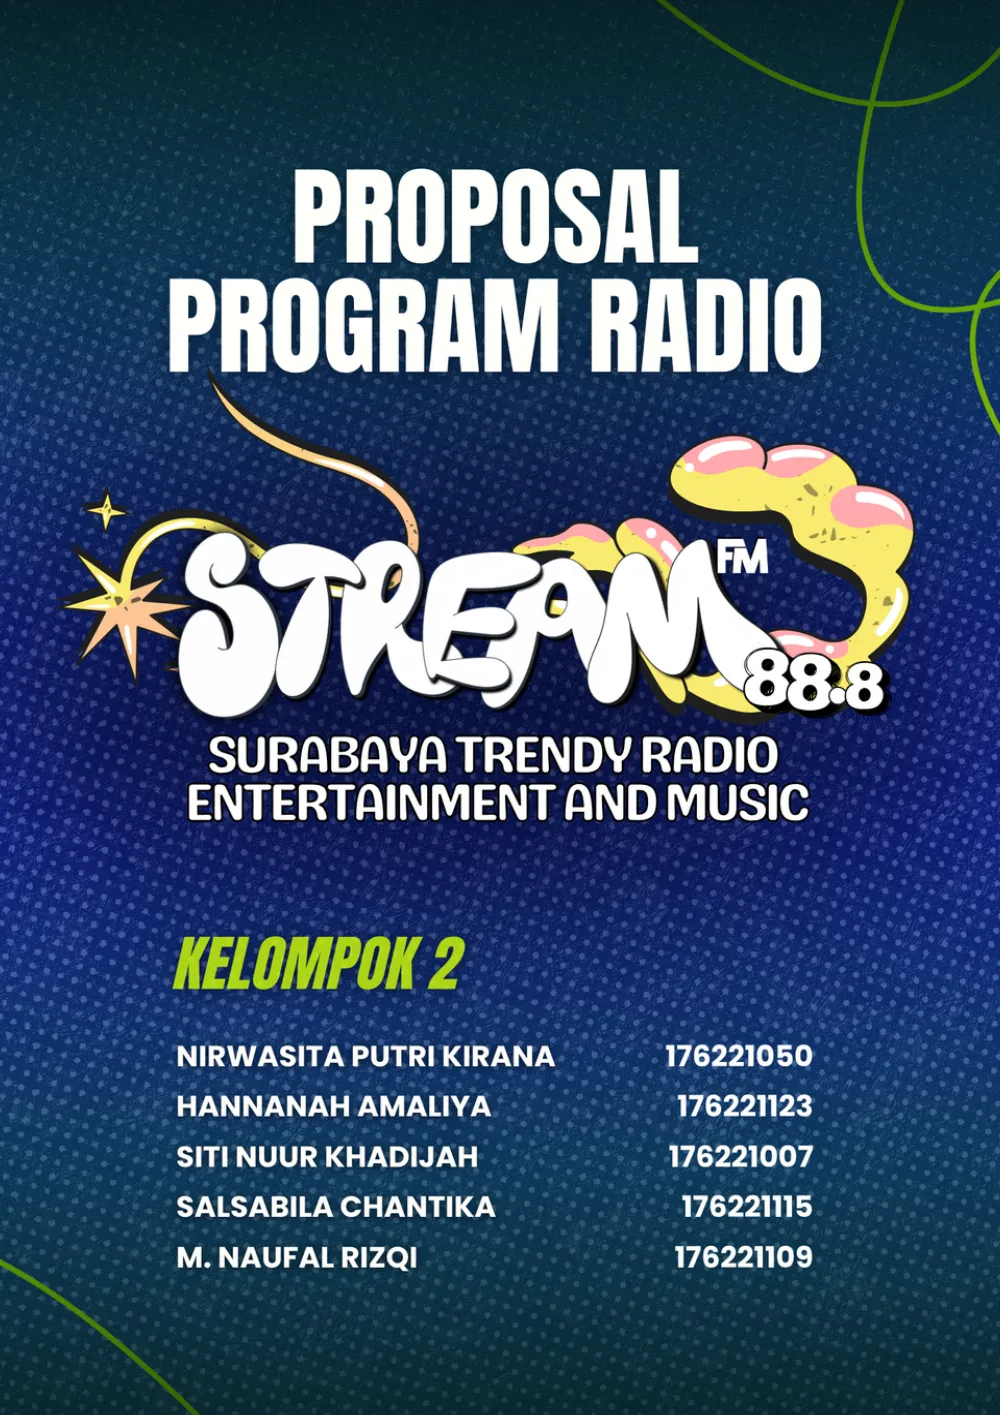 PROPOSAL
PROGRAM RADIO
STREAM FM
88.8
SURABAYA TRENDY RADIO
ENTERTAINMENT AND MUSIC
KELOMPOK 2
NIRWASITA PUTRI KIRANA 176221050
HANNANAH AMALIYA 176221123
SITI NUUR KHADIJAH 176221007
SALSABILA CHANTIKA 176221115
M. NAUFAL RIZQI 176221109